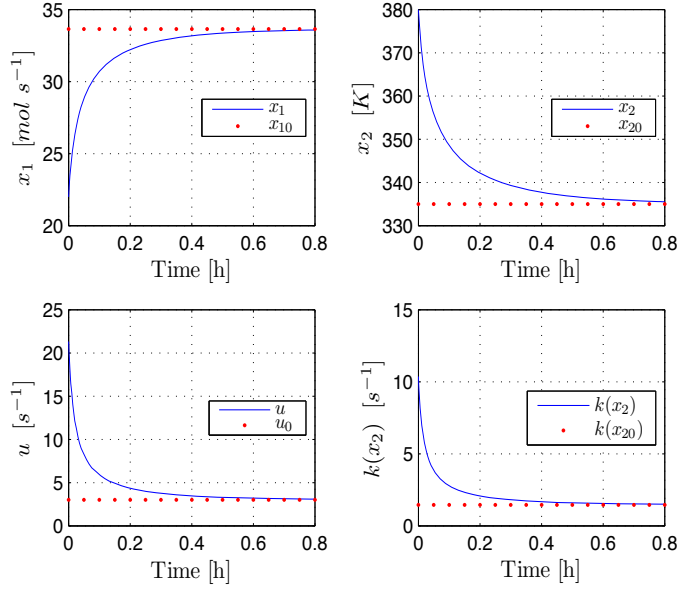 35
30
25
20
x₁ [mol s⁻¹]
0 0.2 0.4 0.6 0.8
Time [h]
x₁
x₁₀
380
370
360
350
340
330
x₂ [K]
0 0.2 0.4 0.6 0.8
Time [h]
x₂
x₂₀
25
20
15
10
5
0
u [s⁻¹]
0 0.2 0.4 0.6 0.8
Time [h]
u
u₀
15
10
5
0
k(x₂) [s⁻¹]
0 0.2 0.4 0.6 0.8
Time [h]
k(x₂)
k(x₂₀)